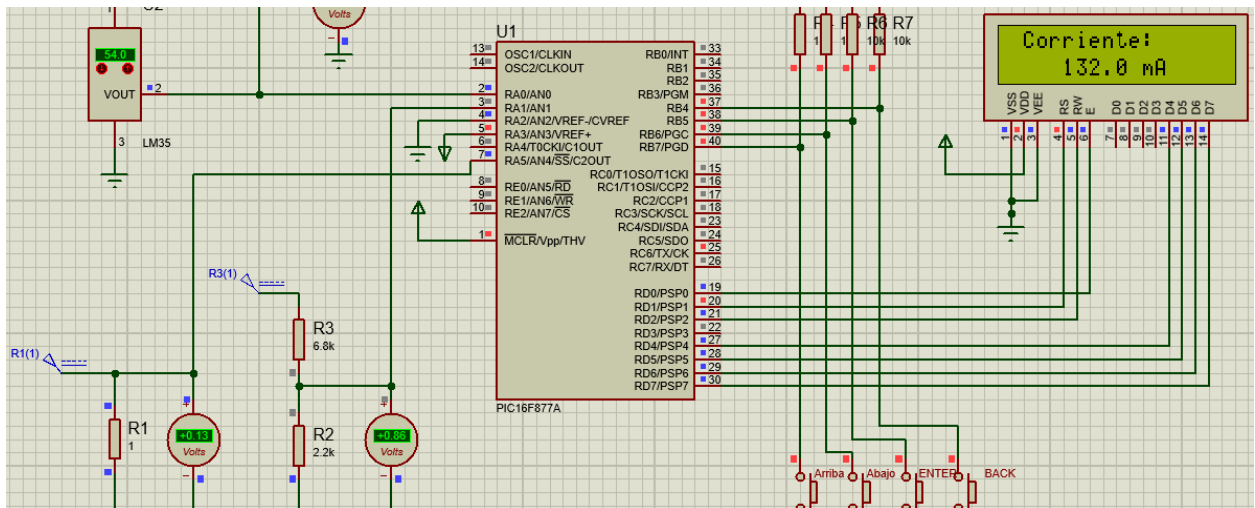 54.0
VOUT
2
3
LM35
Volts
U1
13
OSC1/CLKIN
14
OSC2/CLKOUT
2
RA0/AN0
3
RA1/AN1
4
RA2/AN2/VREF-/CVREF
5
RA3/AN3/VREF+
6
RA4/T0CKI/C1OUT
7
RA5/AN4/SS/C2OUT
8
RE0/AN5/RD
9
RE1/AN6/WR
10
RE2/AN7/CS
1
MCLR/Vpp/THV
RB0/INT
33
RB1
34
RB2
35
RB3/PGM
36
RB4
37
RB5
38
RB6/PGC
39
RB7/PGD
40
RC0/T1OSO/T1CKI
15
RC1/T1OSI/CCP2
16
RC2/CCP1
17
RC3/SCK/SCL
18
RC4/SDI/SDA
23
RC5/SDO
24
RC6/TX/CK
25
RC7/RX/DT
26
RD0/PSP0
19
RD1/PSP1
20
RD2/PSP2
21
RD3/PSP3
22
RD4/PSP4
27
RD5/PSP5
28
RD6/PSP6
29
RD7/PSP7
30
PIC16F877A
R6
R7
10k
10k
Corriente:
132.0 mA
VSS VDD VEE RS RW E D0 D1 D2 D3 D4 D5 D6 D7
1 2 3 4 5 6 7 8 9 10 11 12 13 14
R3(1)
R3
6.8k
R1(1)
R1
1
+0.13
Volts
R2
2.2k
+0.86
Volts
Arriba
Abajo
ENTER
BACK